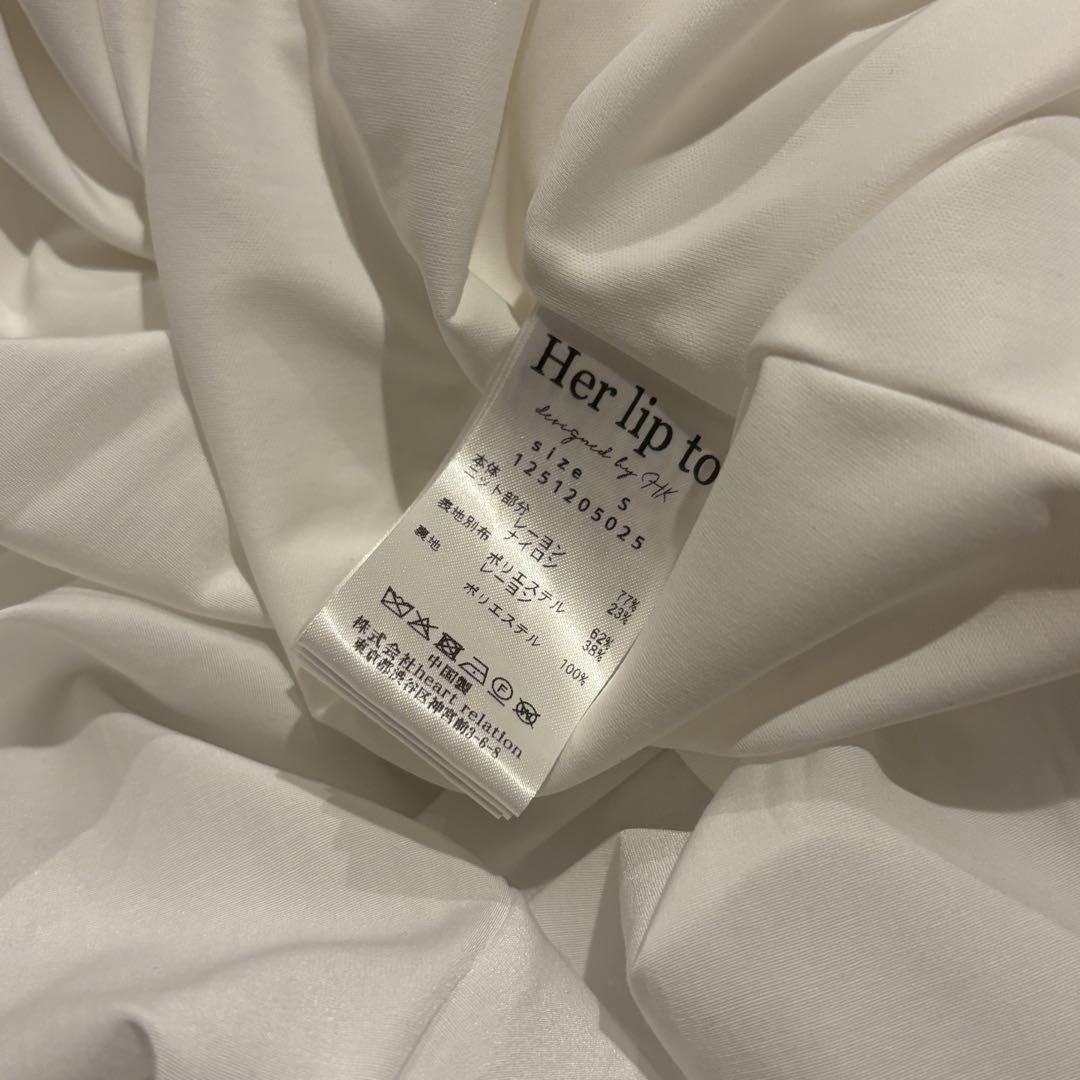 Her lip to
designed by HK
size S
1251205025
本体
ニット部分
レーヨン 77%
ナイロン 23%
表地別布
ポリエステル 62%
レーヨン 38%
裏地
ポリエステル 100%
F
中国製
株式会社heart relation
東京都渋谷区神宮前3-6-8